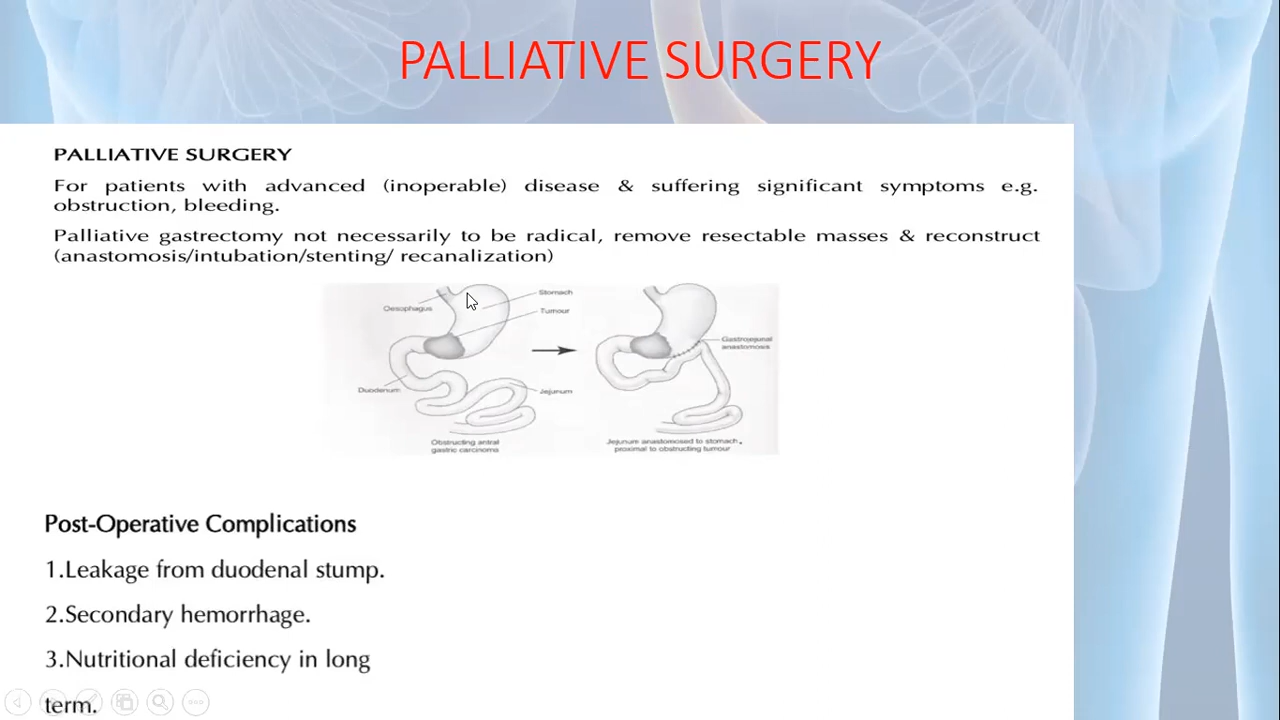 PALLIATIVE SURGERY
PALLIATIVE SURGERY
For patients with advanced (inoperable) disease & suffering significant symptoms e.g.
obstruction, bleeding.
Palliative gastrectomy not necessarily to be radical, remove resectable masses & reconstruct
(anastomosis/intubation/stenting/ recanalization)
Oesophagus
Stomach
Tumour
Duodenum
Jejunum
Obstructing antral
gastric carcinoma
Gastrojejunal
anastomosis
Jejunum anastomosed to stomach,
proximal to obstructing tumour
Post-Operative Complications
1.Leakage from duodenal stump.
2.Secondary hemorrhage.
3.Nutritional deficiency in long
term.